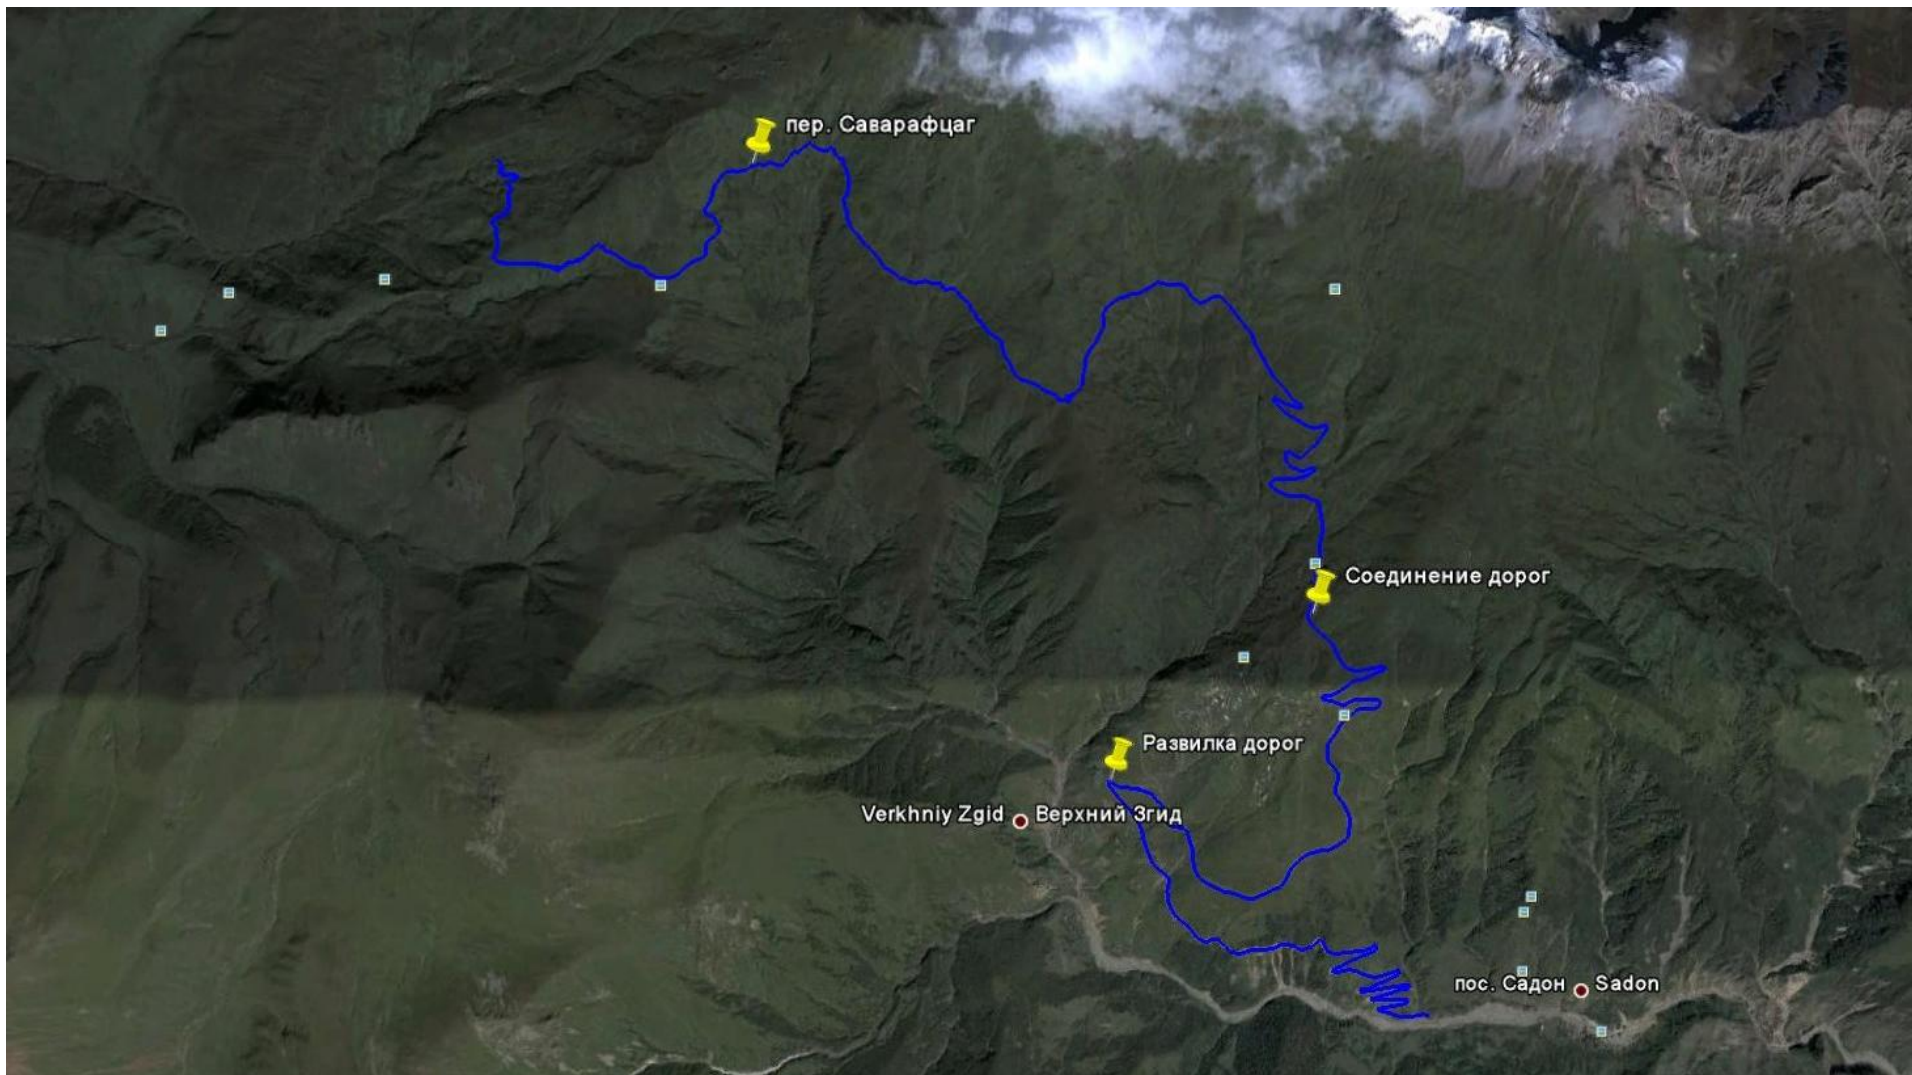 пер. Саварафцаг
Соединение дорог
Развилка дорог
Verkhniy Zgid Верхний Згид
пос. Садон Sadon